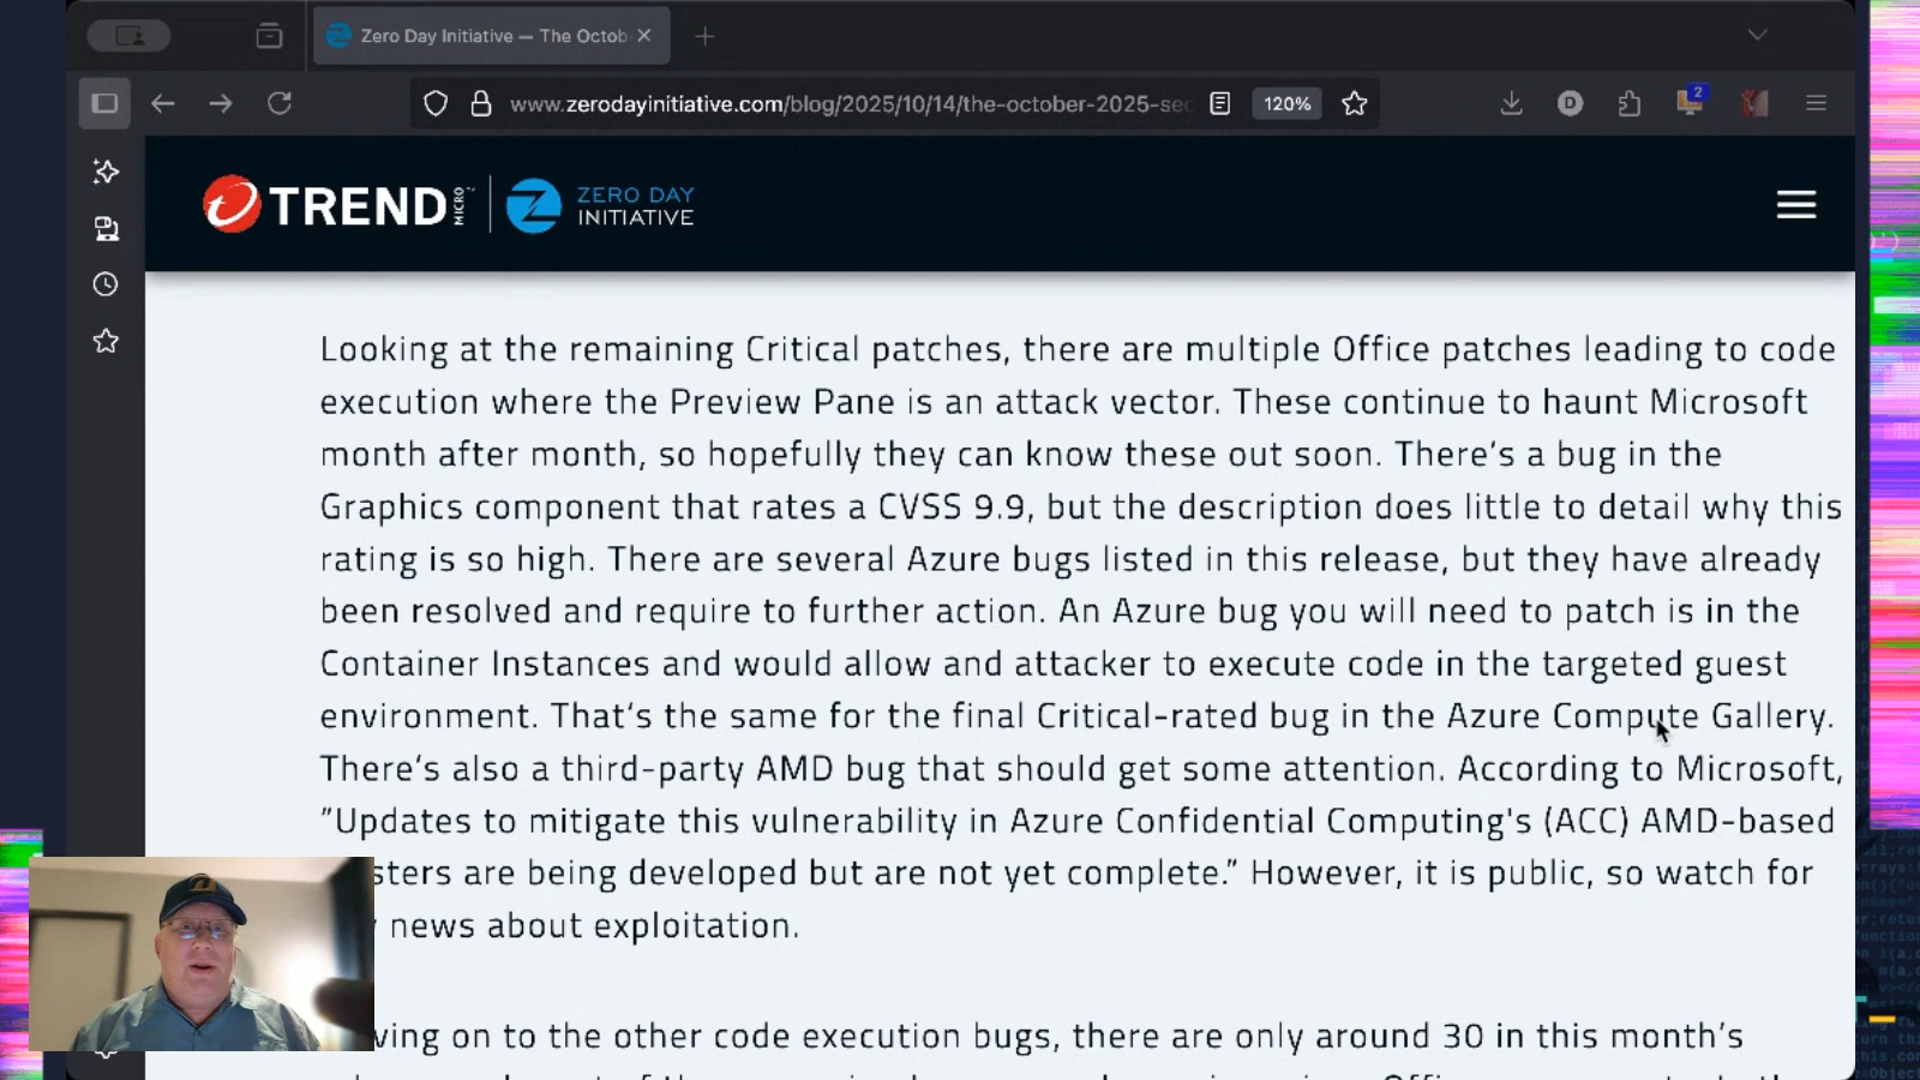 Zero Day Initiative — The Octob
www.zerodayinitiative.com/blog/2025/10/14/the-october-2025-sec
120%
D
2
TREND MICRO
ZERO DAY
INITIATIVE
Looking at the remaining Critical patches, there are multiple Office patches leading to code
execution where the Preview Pane is an attack vector. These continue to haunt Microsoft
month after month, so hopefully they can know these out soon. There's a bug in the
Graphics component that rates a CVSS 9.9, but the description does little to detail why this
rating is so high. There are several Azure bugs listed in this release, but they have already
been resolved and require to further action. An Azure bug you will need to patch is in the
Container Instances and would allow and attacker to execute code in the targeted guest
environment. That's the same for the final Critical-rated bug in the Azure Compute Gallery.
There's also a third-party AMD bug that should get some attention. According to Microsoft,
"Updates to mitigate this vulnerability in Azure Confidential Computing's (ACC) AMD-based
sters are being developed but are not yet complete." However, it is public, so watch for
news about exploitation.
ving on to the other code execution bugs, there are only around 30 in this month's